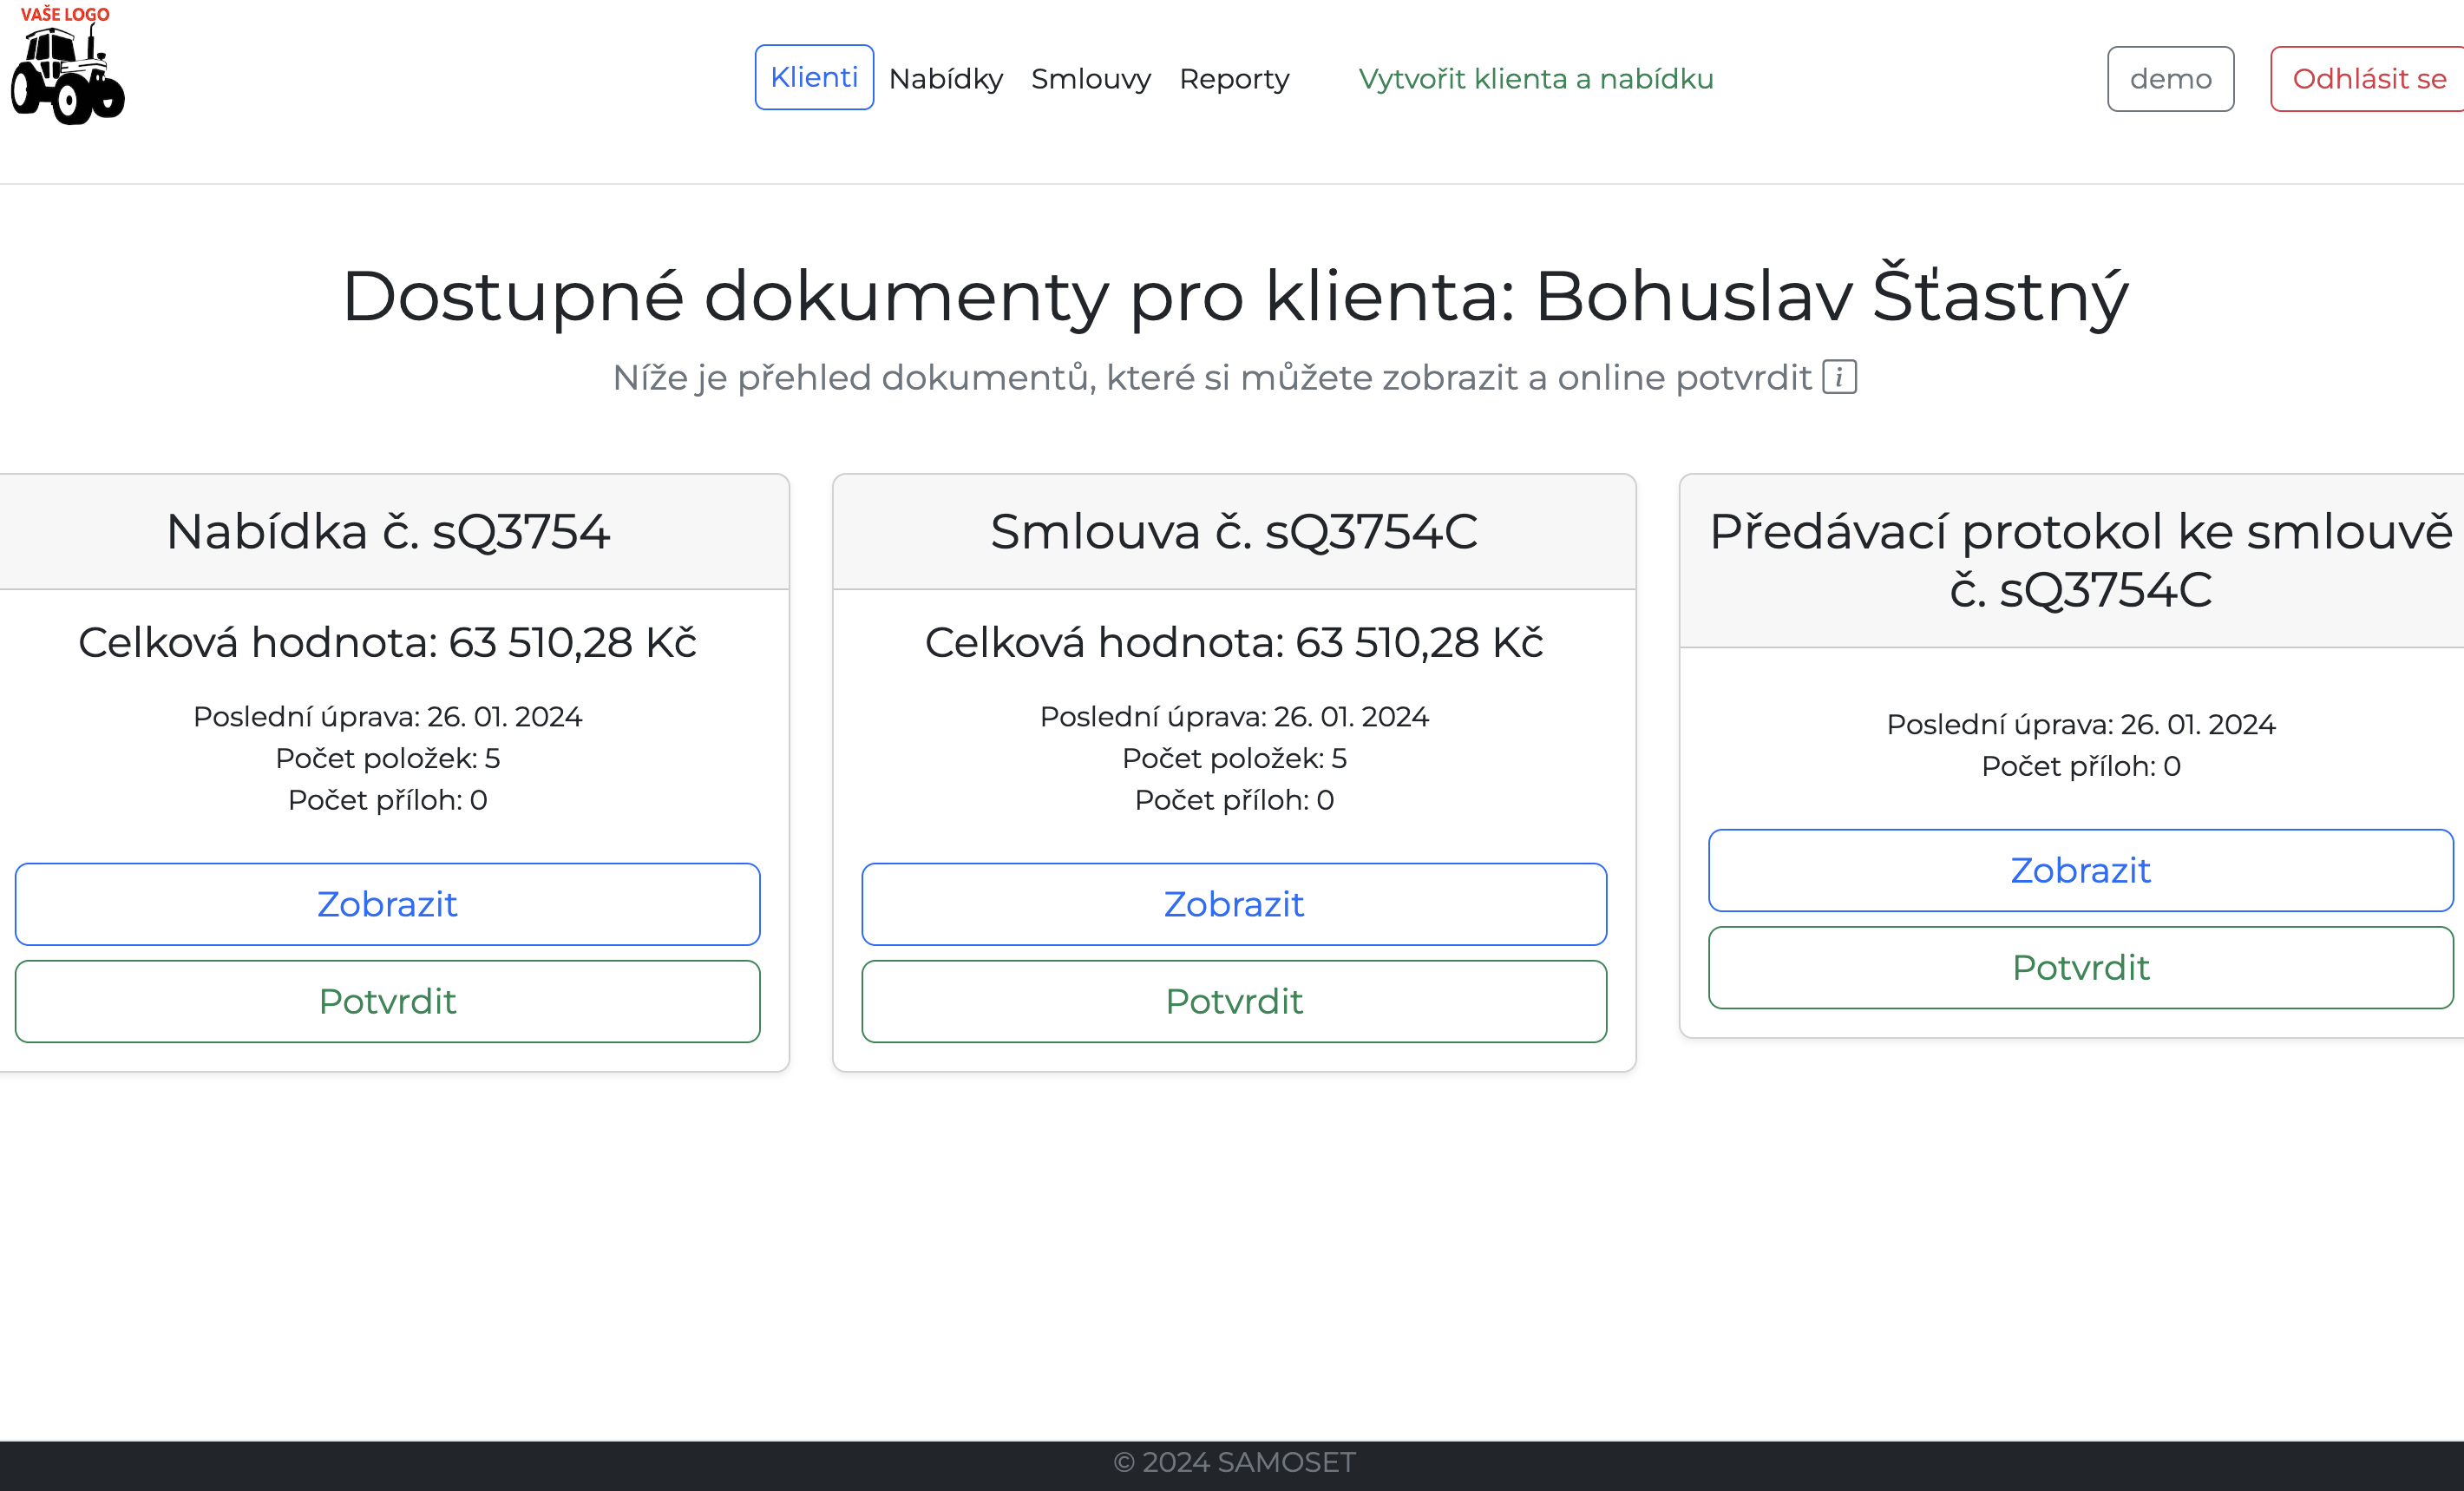 VAŠE LOGO
Klienti Nabídky Smlouvy Reporty Vytvořit klienta a nabídku demo Odhlásit se
Dostupné dokumenty pro klienta: Bohuslav Šťastný
Níže je přehled dokumentů, které si můžete zobrazit a online potvrdit i
Nabídka č. sQ3754
Celková hodnota: 63 510,28 Kč
Poslední úprava: 26. 01. 2024
Počet položek: 5
Počet příloh: 0
Zobrazit
Potvrdit
Smlouva č. sQ3754C
Celková hodnota: 63 510,28 Kč
Poslední úprava: 26. 01. 2024
Počet položek: 5
Počet příloh: 0
Zobrazit
Potvrdit
Předávací protokol ke smlouvě
č. sQ3754C
Poslední úprava: 26. 01. 2024
Počet příloh: 0
Zobrazit
Potvrdit
© 2024 SAMOSET